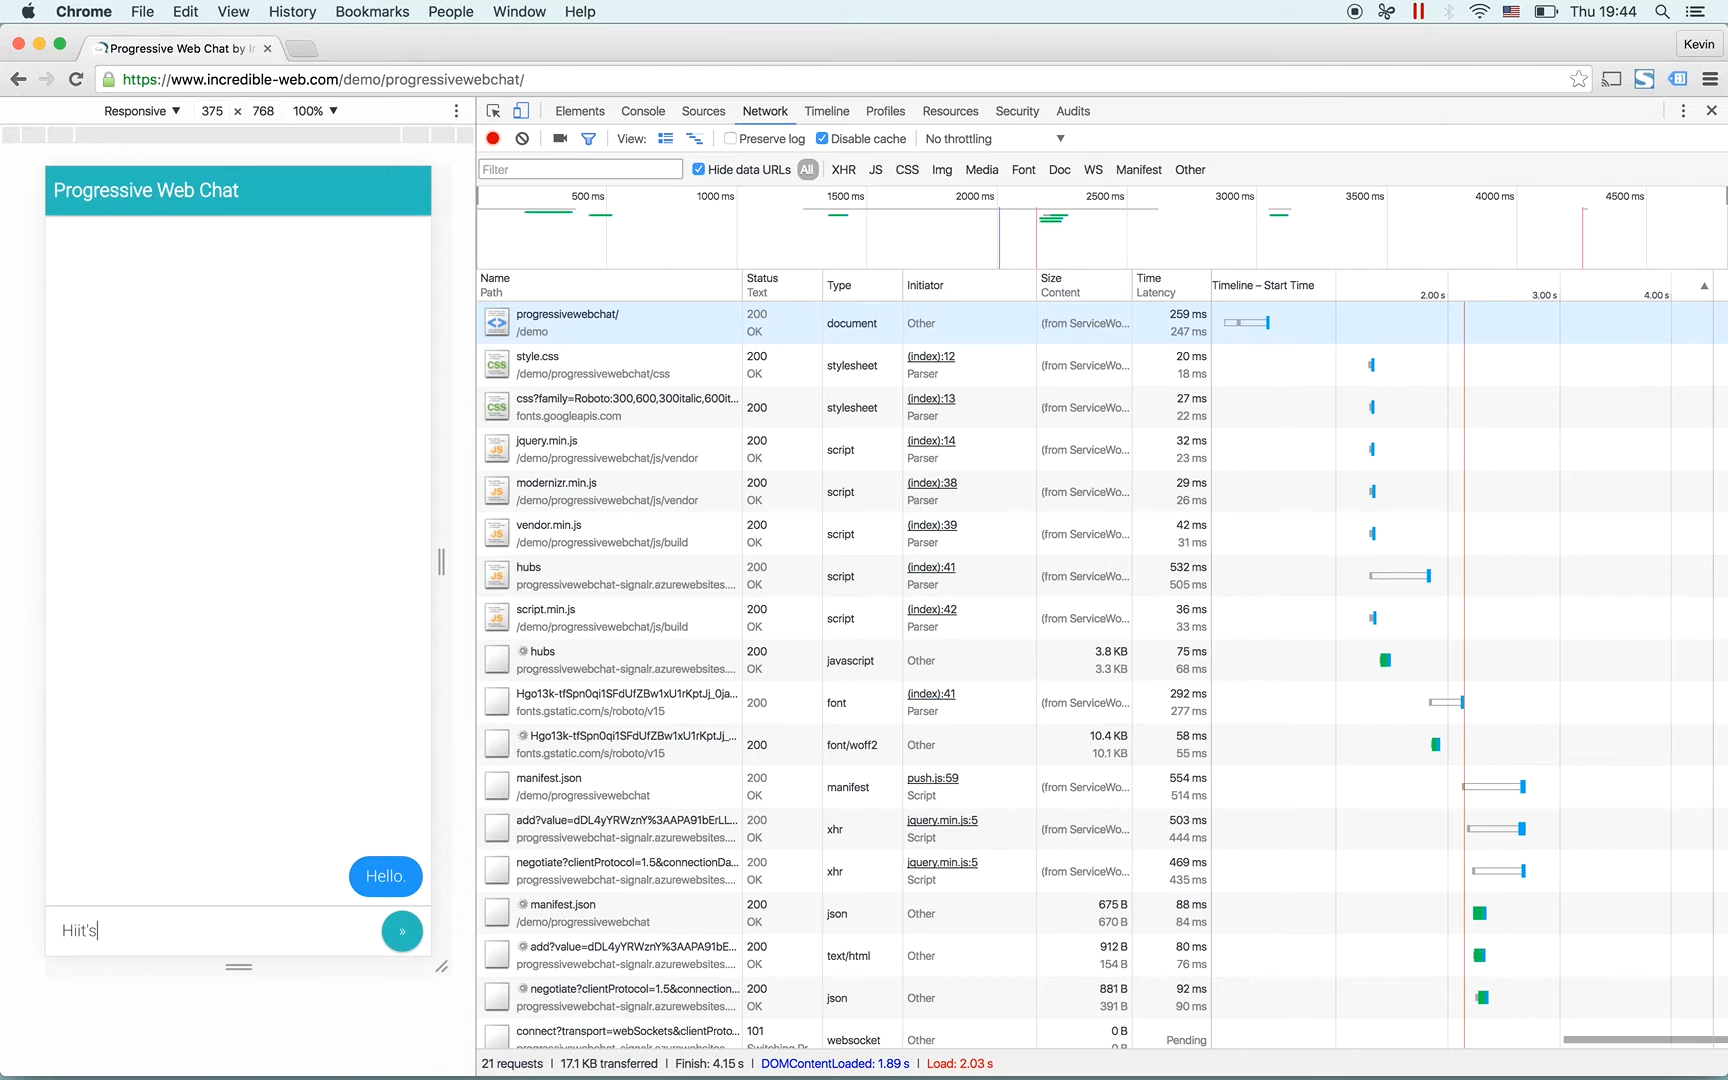 Chrome File Edit View History Bookmarks People Window Help Thu 19:44
Progressive Web Chat by Kevin
https://www.incredible-web.com/demo/progressivewebchat/
Responsive ▼ 375 × 768 100% ▼ Elements Console Sources Network Timeline Profiles Resources Security Audits
View: Preserve log Disable cache No throttling ▼
Filter Hide data URLs All XHR JS CSS Img Media Font Doc WS Manifest Other
500 ms 1000 ms 1500 ms 2000 ms 2500 ms 3000 ms 3500 ms 4000 ms 4500 ms
Progressive Web Chat
Hello.
Hiit's
»
Name Status Type Initiator Size Time Timeline – Start Time
Path Text Content Latency 2.00 s 3.00 s 4.00 s
progressivewebchat/ 200 document Other (from ServiceWo... 259 ms
/demo OK 247 ms
style.css 200 stylesheet (index):12 (from ServiceWo... 20 ms
/demo/progressivewebchat/css OK Parser 18 ms
css?family=Roboto:300,600,300italic,600it... 200 stylesheet (index):13 (from ServiceWo... 27 ms
fonts.googleapis.com Parser 22 ms
jquery.min.js 200 script (index):14 (from ServiceWo... 32 ms
/demo/progressivewebchat/js/vendor OK Parser 23 ms
modernizr.min.js 200 script (index):38 (from ServiceWo... 29 ms
/demo/progressivewebchat/js/vendor OK Parser 26 ms
vendor.min.js 200 script (index):39 (from ServiceWo... 42 ms
/demo/progressivewebchat/js/build OK Parser 31 ms
hubs 200 script (index):41 (from ServiceWo... 532 ms
progressivewebchat-signalr.azurewebsites.... OK Parser 505 ms
script.min.js 200 script (index):42 (from ServiceWo... 36 ms
/demo/progressivewebchat/js/build OK Parser 33 ms
hubs 200 javascript Other 3.8 KB 75 ms
progressivewebchat-signalr.azurewebsites.... OK 3.3 KB 68 ms
Hgo13k-tfSpn0qi1SFdUfZBw1xU1rKptJj_0ja... 200 font (index):41 (from ServiceWo... 292 ms
fonts.gstatic.com/s/roboto/v15 Parser 277 ms
Hgo13k-tfSpn0qi1SFdUfZBw1xU1rKptJj_... 200 font/woff2 Other 10.4 KB 58 ms
fonts.gstatic.com/s/roboto/v15 10.1 KB 55 ms
manifest.json 200 manifest push.js:59 (from ServiceWo... 554 ms
/demo/progressivewebchat OK Script 514 ms
add?value=dDL4yYRWznY%3AAPA91bErLL... 200 xhr jquery.min.js:5 (from ServiceWo... 503 ms
progressivewebchat-signalr.azurewebsites.... OK Script 444 ms
negotiate?clientProtocol=1.5&connectionDa... 200 xhr jquery.min.js:5 (from ServiceWo... 469 ms
progressivewebchat-signalr.azurewebsites.... OK Script 435 ms
manifest.json 200 json Other 675 B 88 ms
/demo/progressivewebchat OK 670 B 84 ms
add?value=dDL4yYRWznY%3AAPA91bE... 200 text/html Other 912 B 80 ms
progressivewebchat-signalr.azurewebsites.... OK 154 B 76 ms
negotiate?clientProtocol=1.5&connection... 200 json Other 881 B 92 ms
progressivewebchat-signalr.azurewebsites.... OK 391 B 90 ms
connect?transport=webSockets&clientProto... 101 websocket Other 0 B Pending
21 requests | 17.1 KB transferred | Finish: 4.15 s | DOMContentLoaded: 1.89 s | Load: 2.03 s